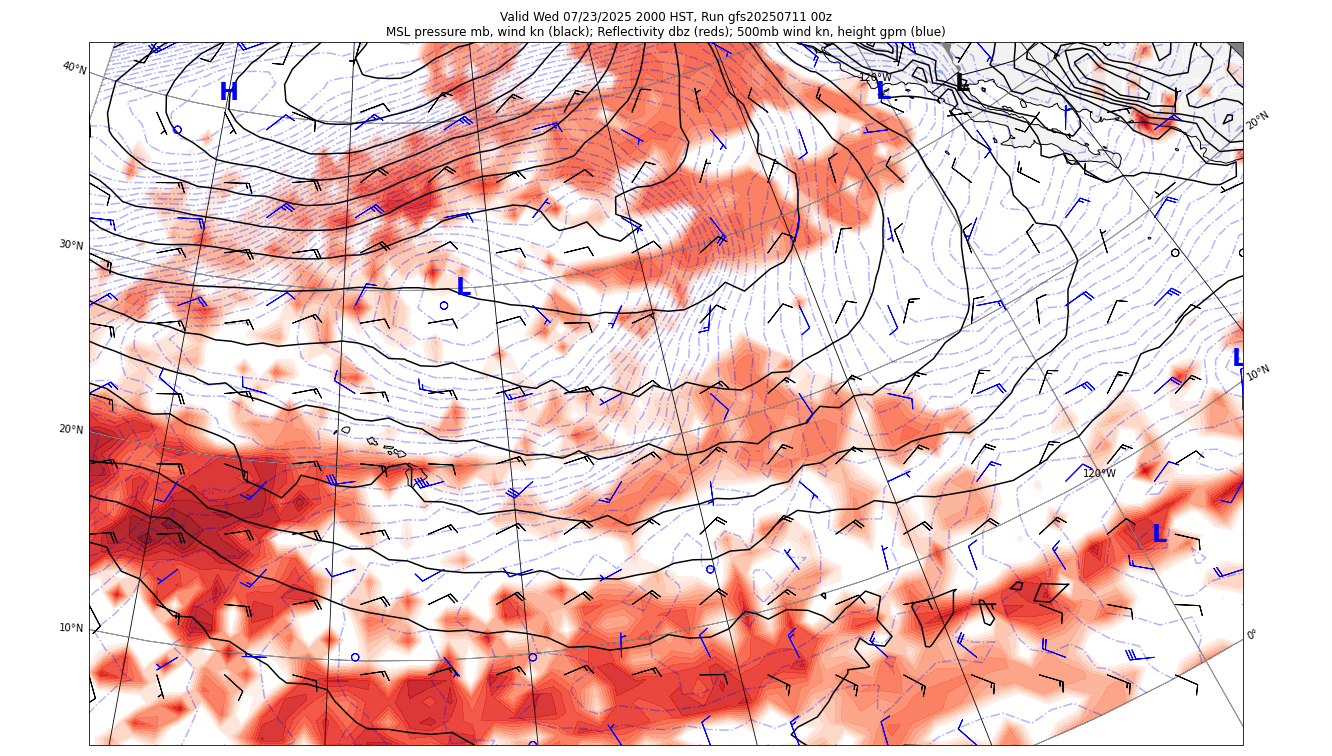 Valid Wed 07/23/2025 2000 HST, Run gfs20250711 00z
MSL pressure mb, wind kn (black); Reflectivity dbz (reds); 500mb wind kn, height gpm (blue)
40°N
H
120°W
L
L
20°N
30°N
L
L
10°N
20°N
120°W
L
10°N
0°